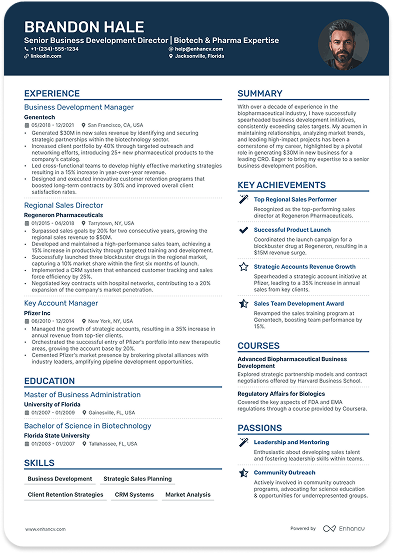 BRANDON HALE
Senior Business Development Director | Biotech & Pharma Expertise
+1-(234)-555-1234
help@enhancv.com
linkedin.com
Jacksonville, Florida
EXPERIENCE
Business Development Manager
Genentech
05/2018 - 12/2021 San Francisco, CA, USA
Generated $30M in new sales revenue by identifying and securing
strategic partnerships within the biotechnology sector.
Increased client portfolio by 40% through targeted outreach and
networking efforts, introducing 25+ new pharmaceutical products to the
company's catalog.
Led cross-functional teams to develop highly effective marketing strategies
resulting in a 15% increase in year-over-year revenue.
Designed and executed innovative customer retention programs that
boosted long-term contracts by 30% and improved overall client
satisfaction rates.
Regional Sales Director
Regeneron Pharmaceuticals
01/2015 - 04/2018 Tarrytown, NY, USA
Surpassed sales goals by 20% for two consecutive years, growing the
regional sales revenue to $50M.
Developed and maintained a high-performance sales team, achieving a
15% increase in productivity through targeted training and development.
Successfully launched three blockbuster drugs in the regional market,
capturing a 10% market share within the first six months of launch.
Implemented a CRM system that enhanced customer tracking and sales
force efficiency by 25%.
Negotiated key contracts with hospital networks, contributing to a 20%
expansion of the company's market penetration.
Key Account Manager
Pfizer Inc
06/2010 - 12/2014 New York, NY, USA
Managed the growth of strategic accounts, resulting in a 35% increase in
annual revenue from top-tier clients.
Orchestrated the successful entry of Pfizer's portfolio into new therapeutic
areas, growing the account base by 20%.
Cemented Pfizer's market presence by brokering pivotal alliances with
industry leaders, amplifying pipeline development opportunities.
EDUCATION
Master of Business Administration
University of Florida
01/2007 - 01/2009 Gainesville, FL, USA
Bachelor of Science in Biotechnology
Florida State University
01/2003 - 01/2007 Tallahassee, FL, USA
SKILLS
Business Development Strategic Sales Planning
Client Retention Strategies CRM Systems Market Analysis
SUMMARY
With over a decade of experience in the
biopharmaceutical industry, I have successfully
spearheaded business development initiatives,
consistently exceeding sales targets. My acumen in
maintaining relationships, analyzing market trends,
and leading high-impact projects has been a
cornerstone of my career, highlighted by a pivotal
role in generating $30M in new business for a
leading CRO. Eager to bring my expertise to a senior
business development position.
KEY ACHIEVEMENTS
Top Regional Sales Performer
Recognized as the top-performing sales
director at Regeneron Pharmaceuticals.
Successful Product Launch
Coordinated the launch campaign for a
blockbuster drug at Regeneron, resulting in a
$15M revenue surge.
Strategic Accounts Revenue Growth
Spearheaded a strategic account initiative at
Pfizer, leading to a 35% increase in annual
sales from key clients.
Sales Team Development Award
Revamped the sales training program at
Genentech, boosting team performance by
15%.
COURSES
Advanced Biopharmaceutical Business
Development
Explored strategic partnership models and contract
negotiations offered by Harvard Business School.
Regulatory Affairs for Biologics
Covered the key aspects of FDA and EMA
regulations through a course provided by Coursera.
PASSIONS
Leadership and Mentoring
Enthusiastic about developing sales talent
and fostering leadership skills within teams.
Community Outreach
Actively involved in community outreach
programs, advocating for science education
& opportunities for underrepresented groups.
www.enhancv.com
Powered by Enhancv